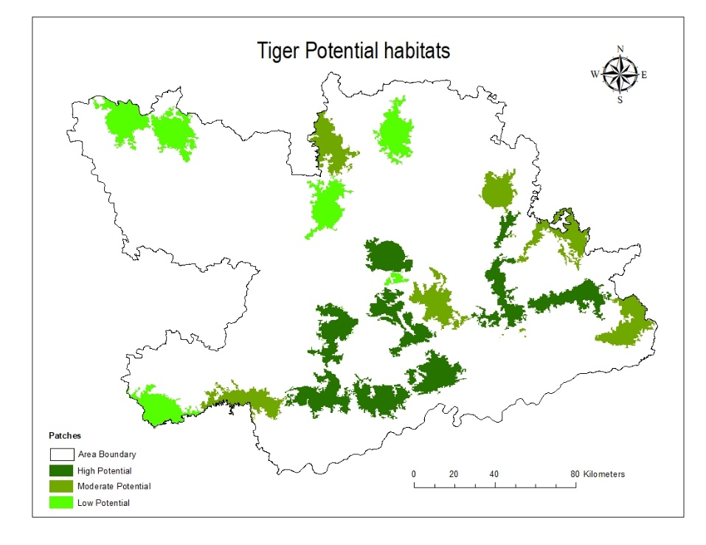 Tiger Potential habitats
N
W E
S
Patches
Area Boundary
High Potential
Moderate Potential
Low Potential
0 20 40 80 Kilometers